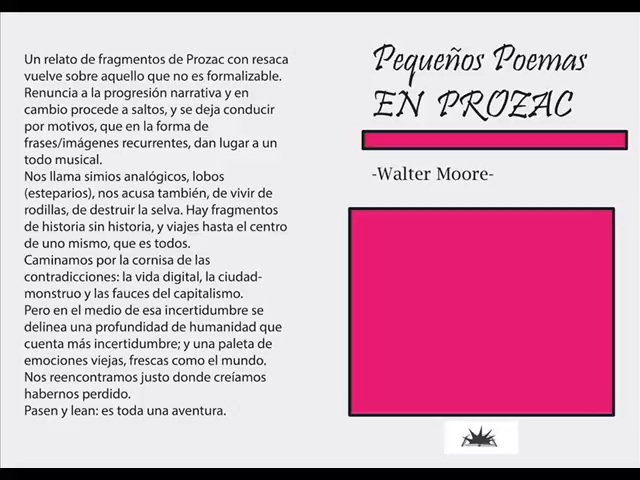 Un relato de fragmentos de Prozac con resaca
vuelve sobre aquello que no es formalizable.
Renuncia a la progresión narrativa y en
cambio procede a saltos, y se deja conducir
por motivos, que en la forma de
frases/imágenes recurrentes, dan lugar a un
todo musical.
Nos llama simios analógicos, lobos
(esteparios), nos acusa también, de vivir de
rodillas, de destruir la selva. Hay fragmentos
de historia sin historia, y viajes hasta el centro
de uno mismo, que es todos.
Caminamos por la cornisa de las
contradicciones: la vida digital, la ciudad-
monstruo y las fauces del capitalismo.
Pero en el medio de esa incertidumbre se
delinea una profundidad de humanidad que
cuenta más incertidumbre; y una paleta de
emociones viejas, frescas como el mundo.
Nos reencontramos justo donde creíamos
habernos perdido.
Pasen y lean: es toda una aventura.
Pequeños Poemas
EN PROZAC
-Walter Moore-